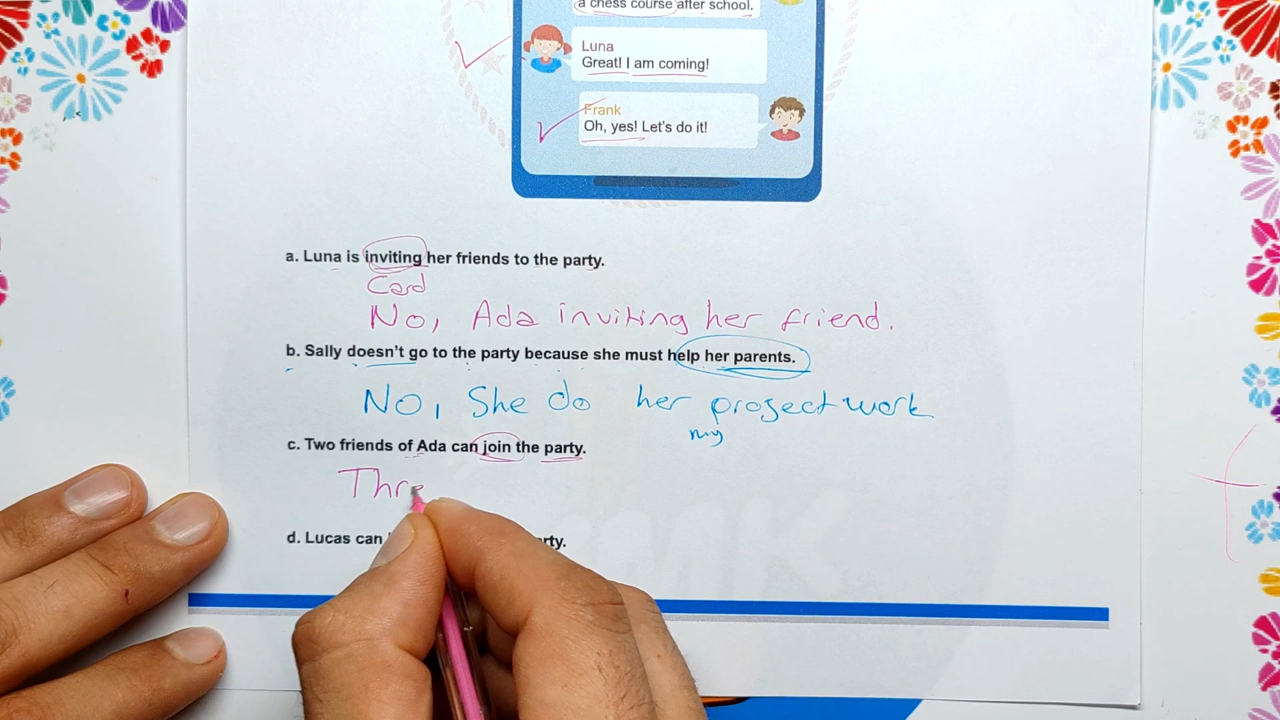 a chess course after school.
Luna
Great! I am coming!
Frank
Oh, yes! Let's do it!
a. Luna is inviting her friends to the party.
Card
No, Ada inviting her friend.
b. Sally doesn't go to the party because she must help her parents.
No, She do her project work
my
c. Two friends of Ada can join the party.
Thre
d. Lucas can